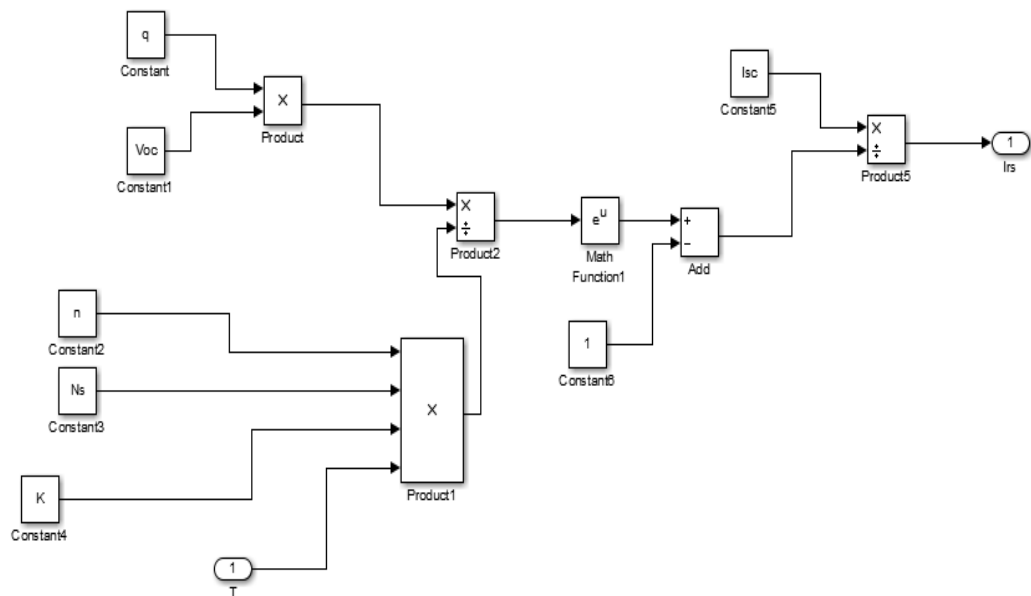 q
Constant
Voc
Constant1
X
Product
Isc
Constant5
X
÷
Product5
1
Irs
X
÷
Product2
e^u
Math
Function1
+
−
Add
1
Constant6
n
Constant2
Ns
Constant3
K
Constant4
X
Product1
1
T